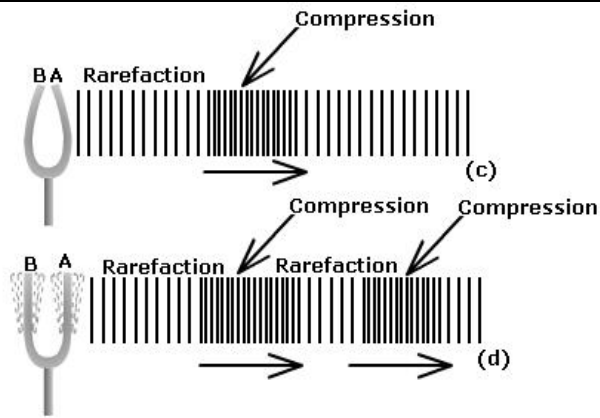 Compression
B A Rarefaction
(c)
Compression Compression
B A Rarefaction Rarefaction
(d)